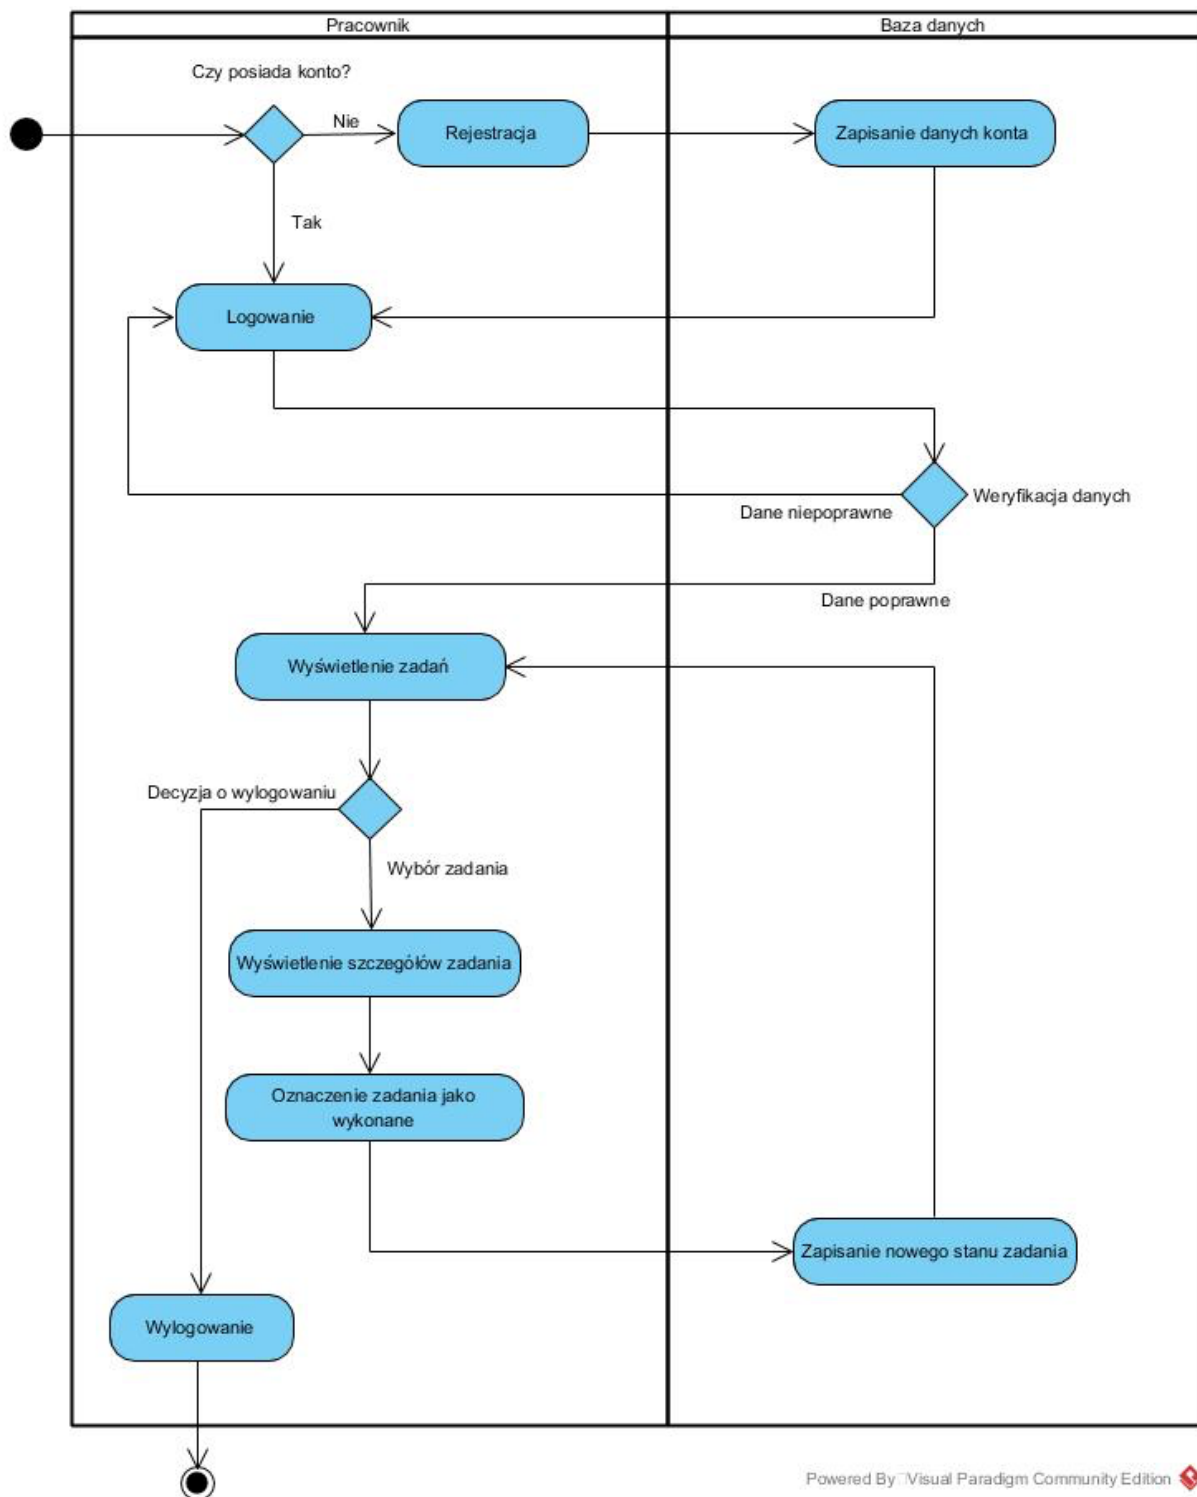 Pracownik
Baza danych
Czy posiada konto?
Nie
Rejestracja
Zapisanie danych konta
Tak
Logowanie
Weryfikacja danych
Dane niepoprawne
Dane poprawne
Wyświetlenie zadań
Decyzja o wylogowaniu
Wybór zadania
Wyświetlenie szczegółów zadania
Oznaczenie zadania jako
wykonane
Zapisanie nowego stanu zadania
Wylogowanie
Powered By Visual Paradigm Community Edition